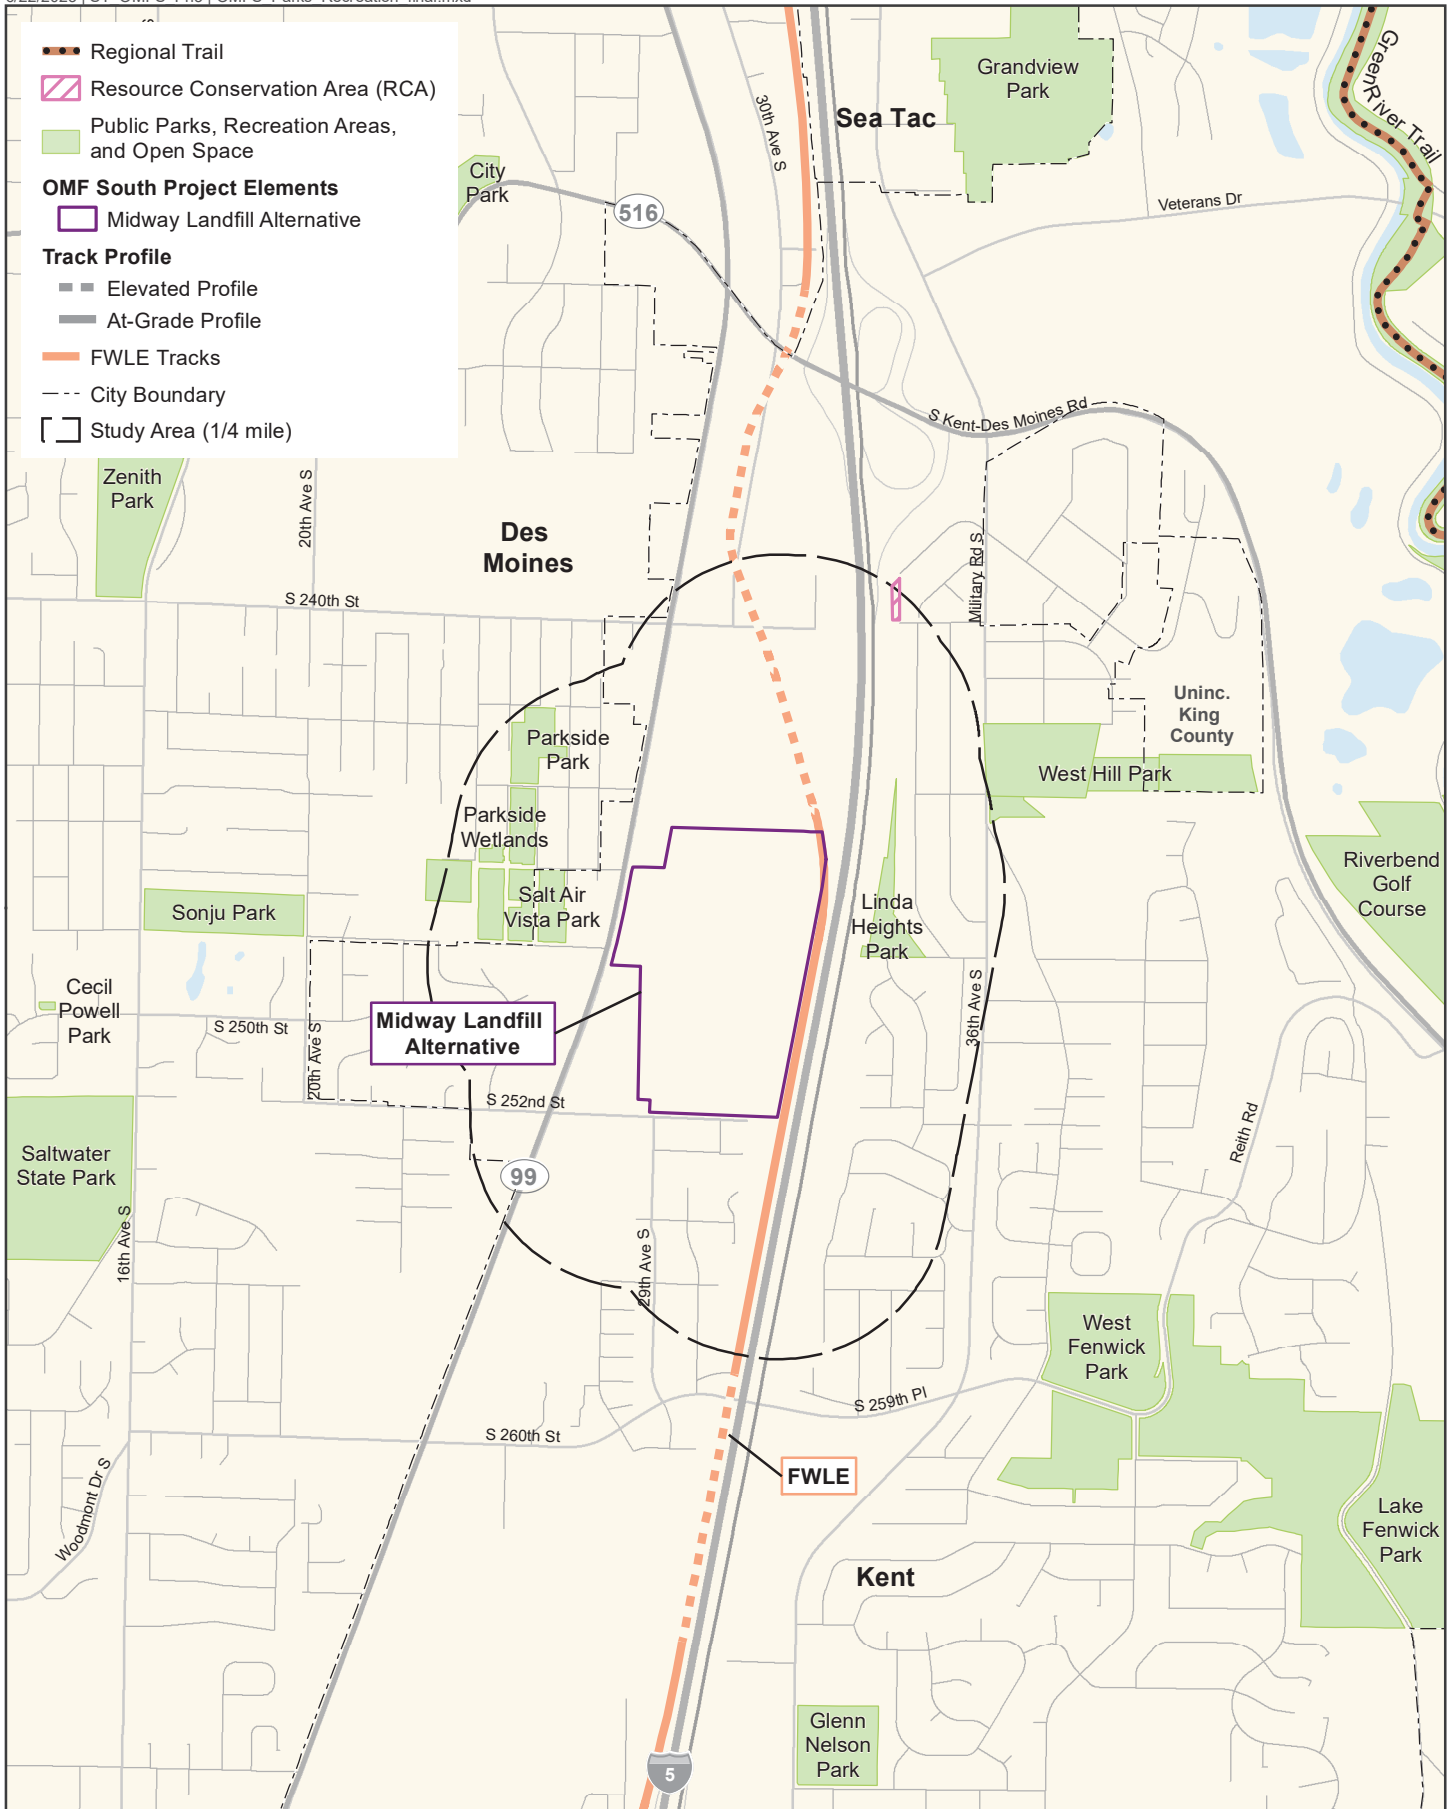 Regional Trail
Resource Conservation Area (RCA)
Public Parks, Recreation Areas,
and Open Space
OMF South Project Elements
Midway Landfill Alternative
Track Profile
Elevated Profile
At-Grade Profile
FWLE Tracks
City Boundary
Study Area (1/4 mile)
Grandview
Park
Sea Tac
30th Ave S
Green River Trail
City
Park
516
Veterans Dr
S Kent-Des Moines Rd
Zenith
Park
20th Ave S
Des
Moines
Military Rd S
S 240th St
Uninc.
King
County
Parkside
Park
West Hill Park
Parkside
Wetlands
Riverbend
Golf
Course
Salt Air
Vista Park
Sonju Park
Linda
Heights
Park
Cecil
Powell
Park
36th Ave S
Midway Landfill
Alternative
S 250th St
20th Ave S
S 252nd St
Reith Rd
Saltwater
State Park
99
16th Ave S
29th Ave S
West
Fenwick
Park
S 259th Pl
S 260th St
FWLE
Woodmont Dr S
Lake
Fenwick
Park
Kent
Glenn
Nelson
Park
5